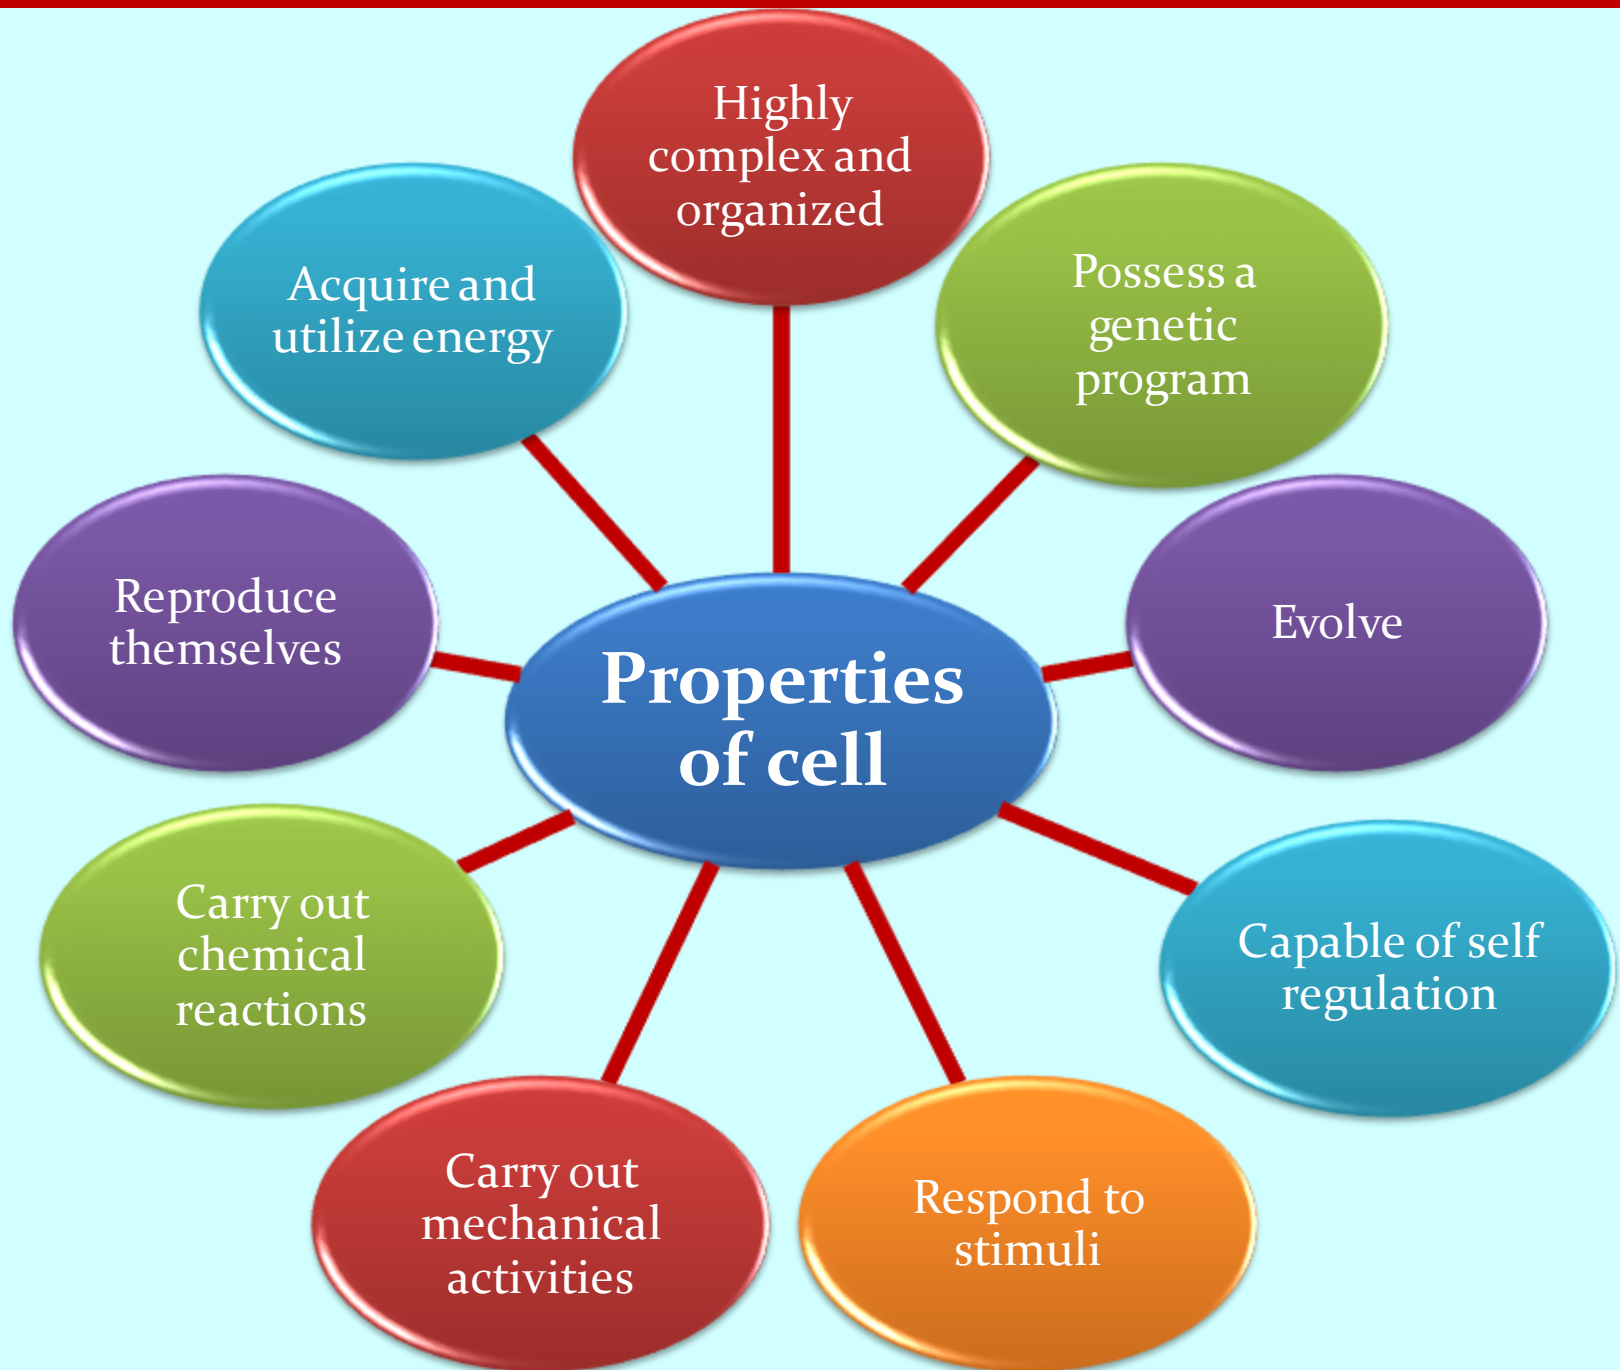 Highly
complex and
organized
Possess a
genetic
program
Evolve
Capable of self
regulation
Respond to
stimuli
Carry out
mechanical
activities
Carry out
chemical
reactions
Reproduce
themselves
Acquire and
utilize energy
Properties
of cell